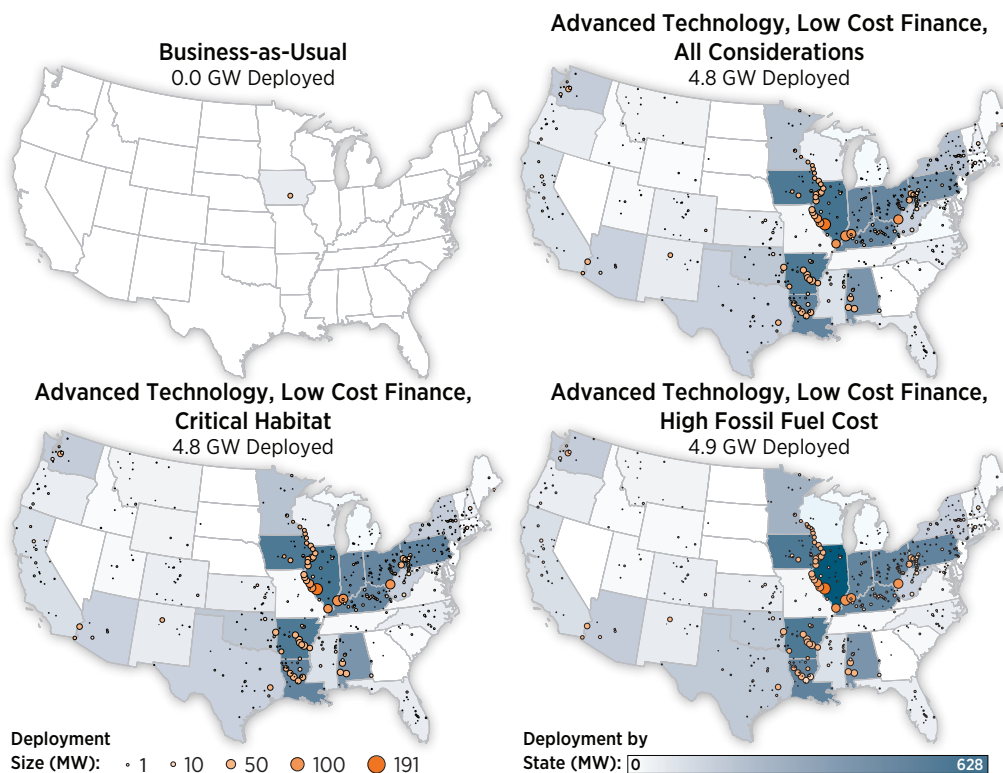 Business-as-Usual
0.0 GW Deployed
Advanced Technology, Low Cost Finance,
All Considerations
4.8 GW Deployed
Advanced Technology, Low Cost Finance,
Critical Habitat
4.8 GW Deployed
Advanced Technology, Low Cost Finance,
High Fossil Fuel Cost
4.9 GW Deployed
Deployment
Size (MW): 1 10 50 100 191
Deployment by
State (MW): 0 628